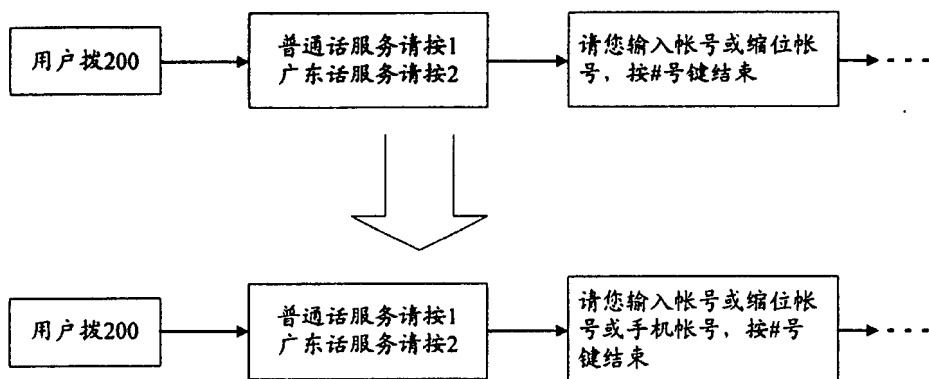 用户拨200
普通话服务请按1
广东话服务请按2
请您输入帐号或缩位帐
号，按#号键结束
用户拨200
普通话服务请按1
广东话服务请按2
请您输入帐号或缩位帐
号或手机帐号，按#号
键结束